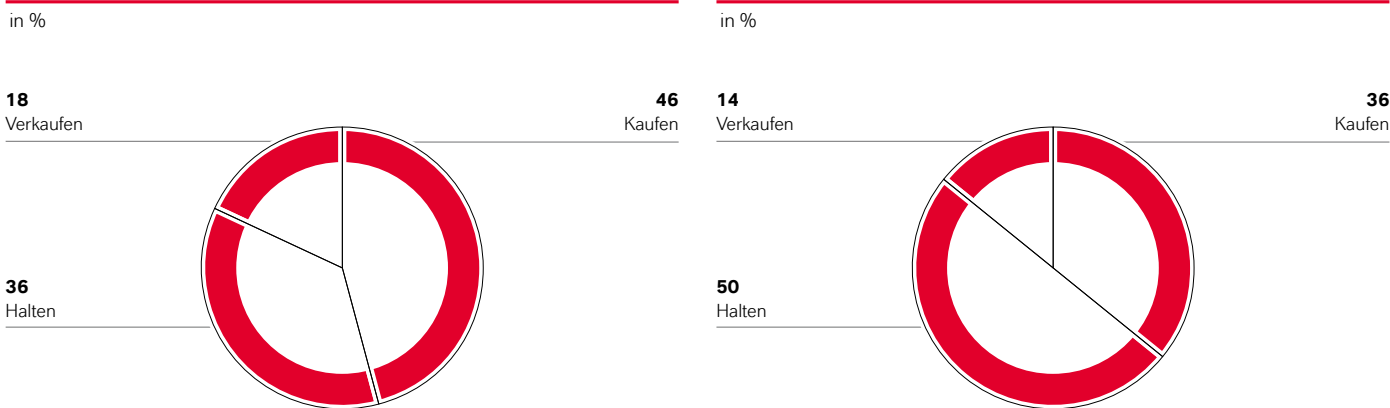 in %
18
Verkaufen
46
Kaufen
36
Halten
in %
14
Verkaufen
36
Kaufen
50
Halten